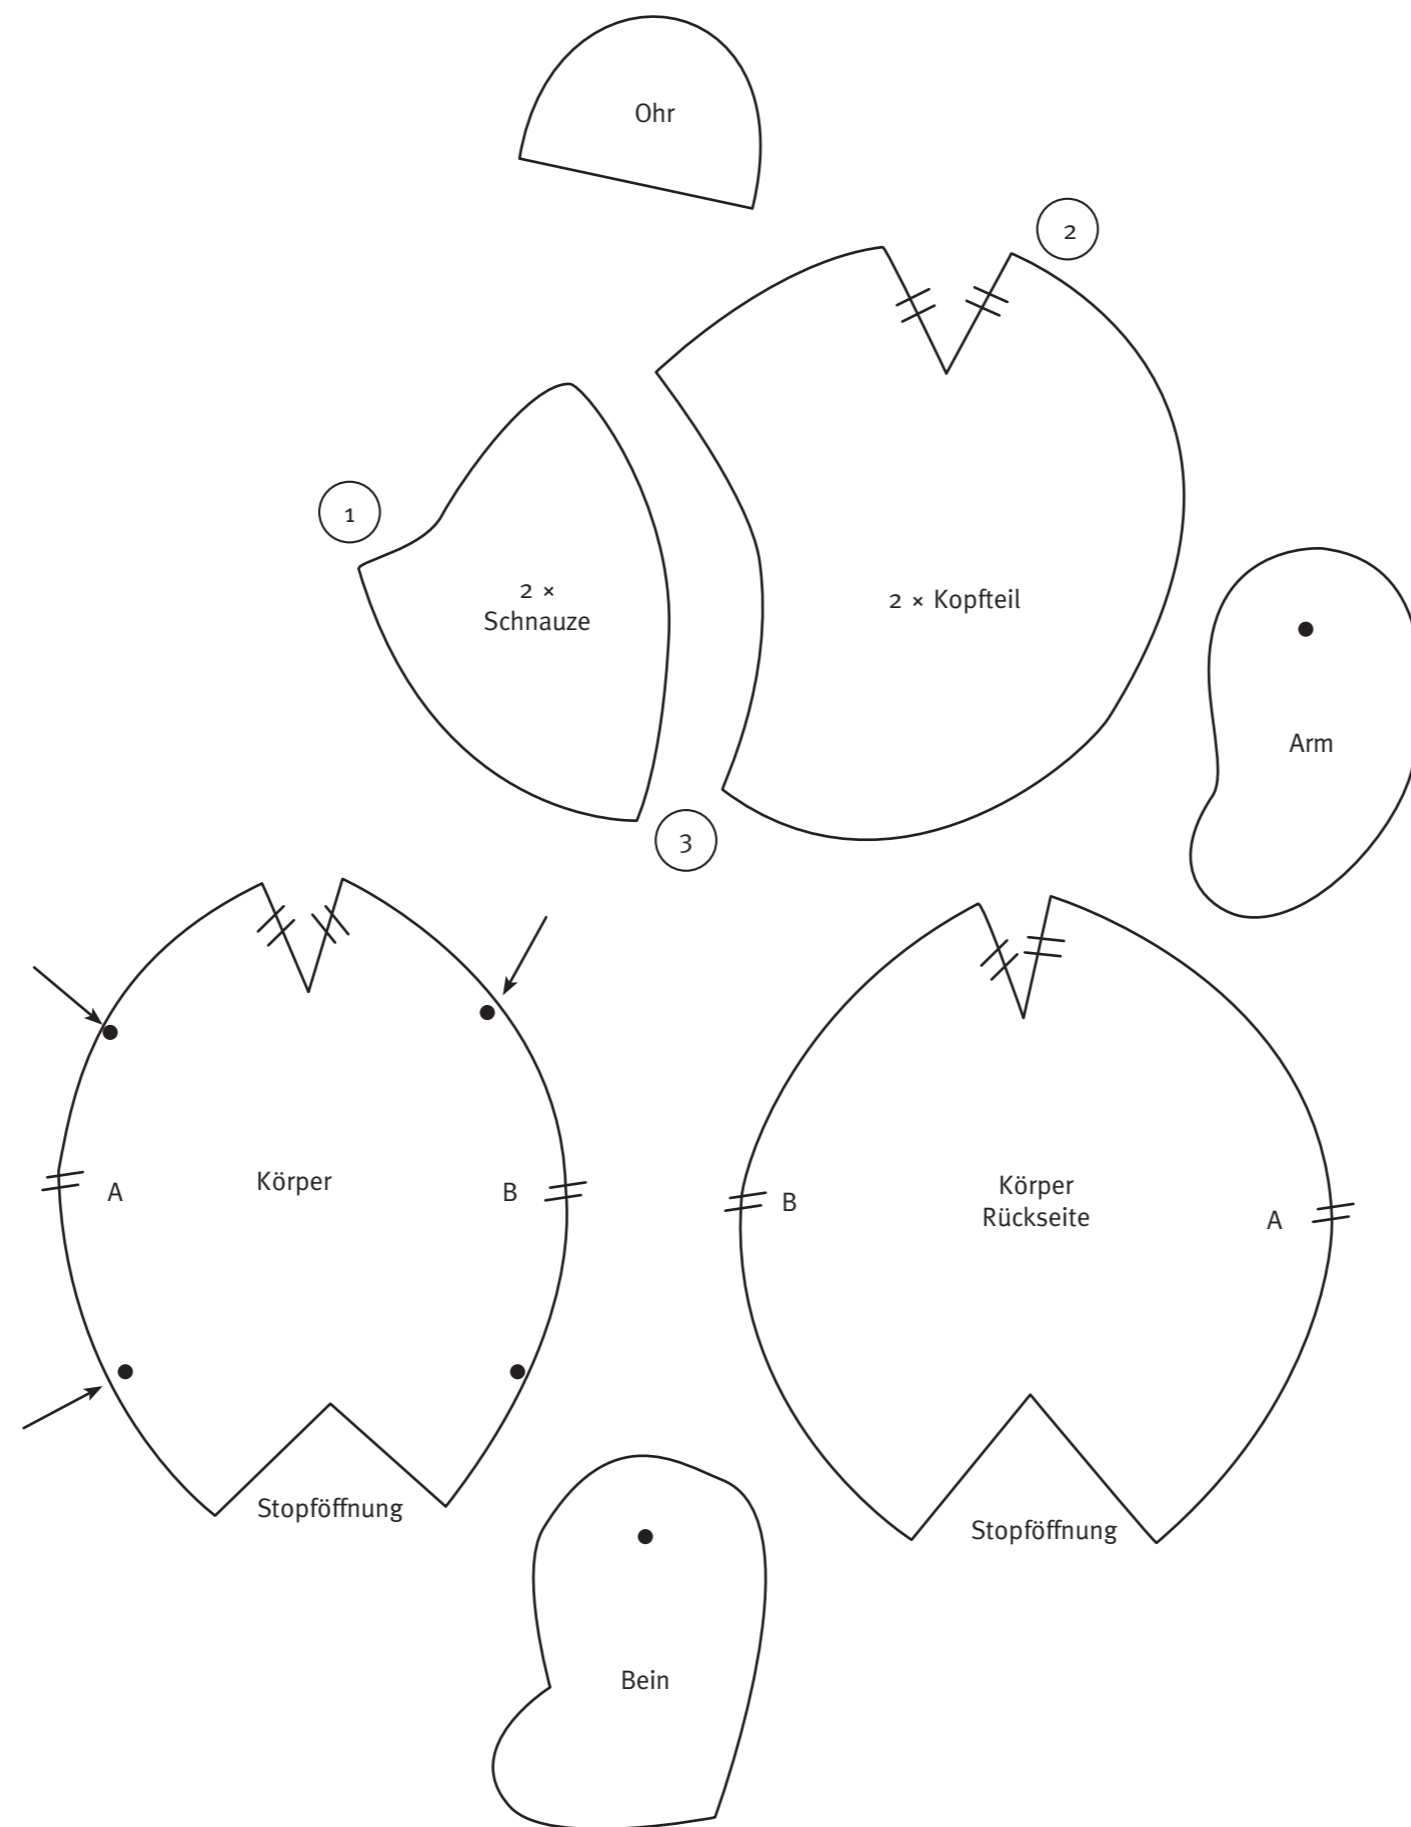 Ohr
2
1
2 ×
Schnauze
2 × Kopfteil
Arm
3
A
Körper
B
B
Körper
Rückseite
A
Stopföffnung
Stopföffnung
Bein